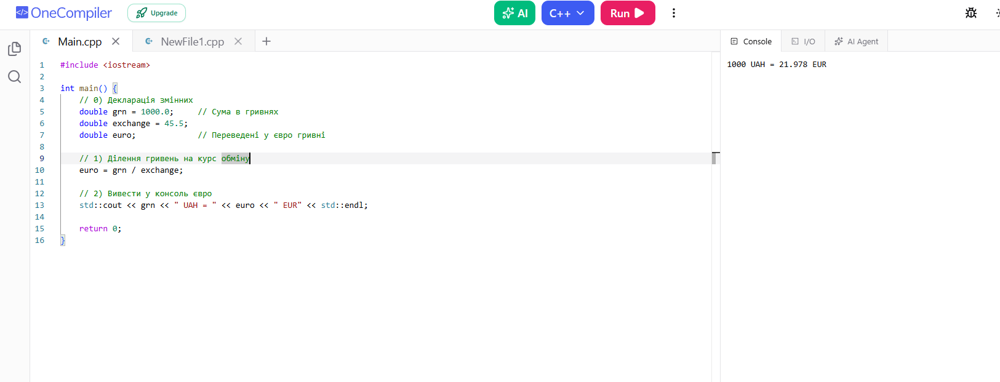 </> OneCompiler Upgrade AI C++ Run
Main.cpp NewFile1.cpp Console I/O AI Agent
1 #include <iostream>
2
3 int main() {
4     // 0) Декларація змінних
5     double grn = 1000.0;     // Сума в гривнях
6     double exchange = 45.5;
7     double euro;             // Переведені у євро гривні
8
9     // 1) Ділення гривень на курс обміну
10     euro = grn / exchange;
11
12     // 2) Вивести у консоль євро
13     std::cout << grn << " UAH = " << euro << " EUR" << std::endl;
14
15     return 0;
16 }
1000 UAH = 21.978 EUR